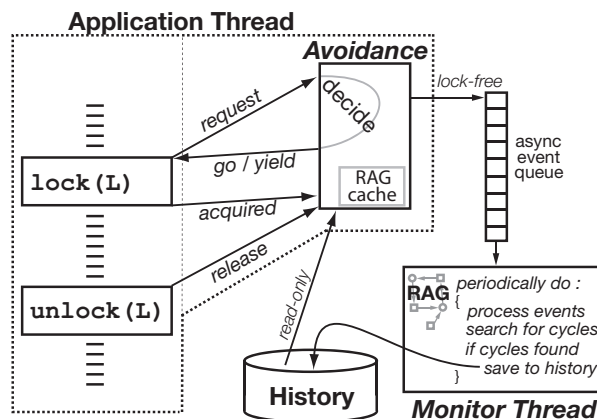 Application Thread
Avoidance
lock-free
request
decide
go / yield
lock(L)
RAG
cache
async
event
queue
acquired
release
unlock(L)
read-only
RAG
periodically do :
{
process events
search for cycles
if cycles found
save to history
}
History
Monitor Thread